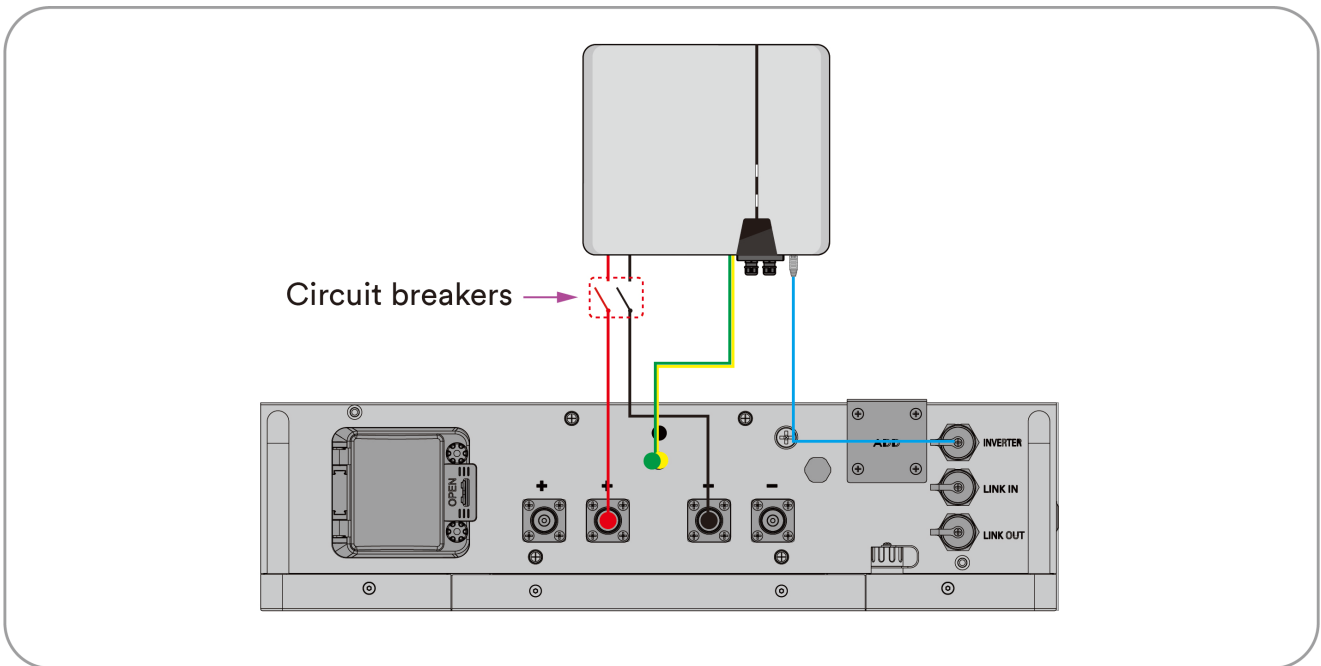 Circuit breakers
ADD
INVERTER
OPEN
+
+
-
-
LINK IN
LINK OUT